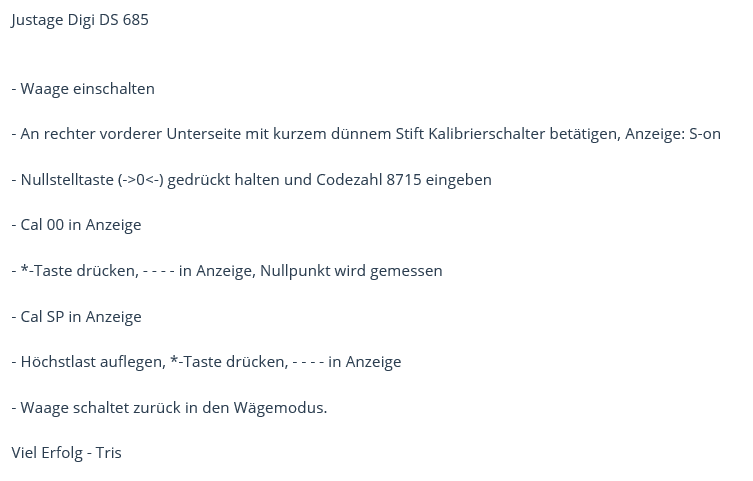 Justage Digi DS 685
- Waage einschalten
- An rechter vorderer Unterseite mit kurzem dünnem Stift Kalibrierschalter betätigen, Anzeige: S-on
- Nullstelltaste (->0<-) gedrückt halten und Codezahl 8715 eingeben
- Cal 00 in Anzeige
- *-Taste drücken, - - - - in Anzeige, Nullpunkt wird gemessen
- Cal SP in Anzeige
- Höchstlast auflegen, *-Taste drücken, - - - - in Anzeige
- Waage schaltet zurück in den Wägemodus.
Viel Erfolg - Tris